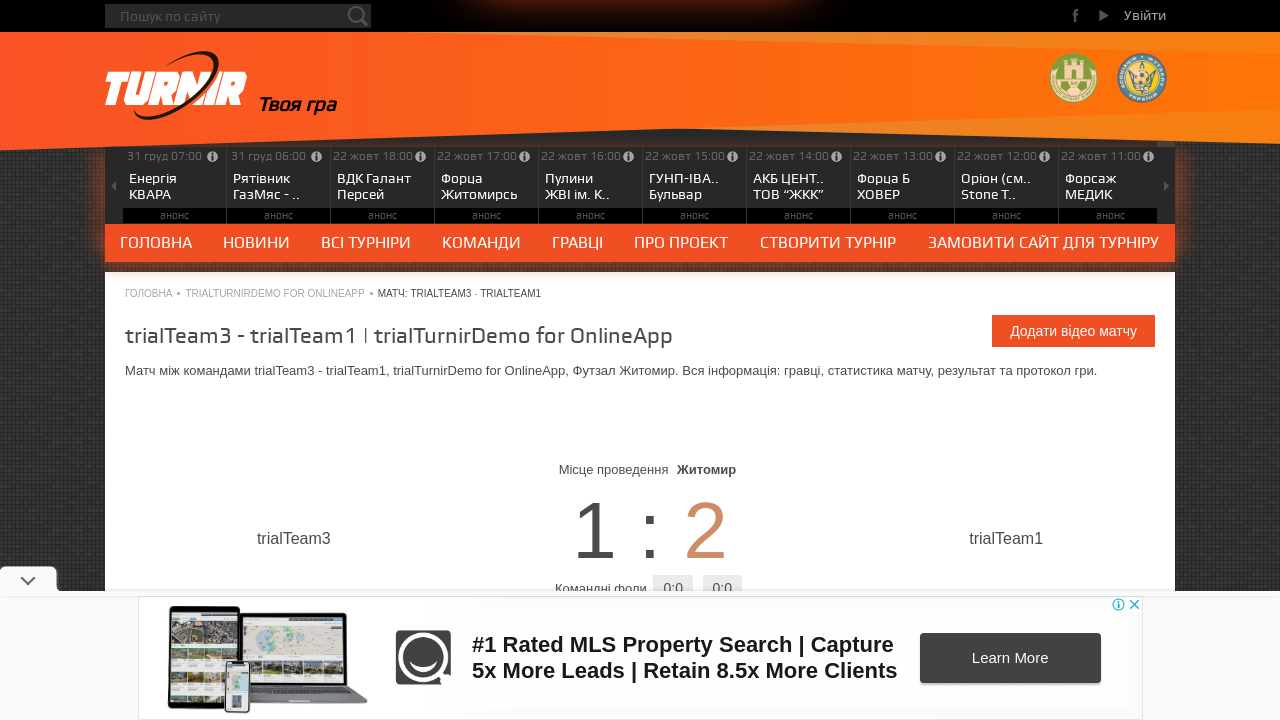 Пошук по сайту
Увійти
TURNIR
Твоя гра
31 груд 07:00
31 груд 06:00
22 жовт 18:00
22 жовт 17:00
22 жовт 16:00
22 жовт 15:00
22 жовт 14:00
22 жовт 13:00
22 жовт 12:00
22 жовт 11:00
Енергія
КВАРА
Рятівник
ГазМяс - ..
ВДК Галант
Персей
Форца
Житомирсь
Пулини
ЖВІ ім. К..
ГУНП-ІВА..
Бульвар
АКБ ЦЕНТ..
ТОВ “ЖКК”
Форца Б
ХОВЕР
Оріон (см..
Stone T..
Форсаж
МЕДИК
анонс анонс анонс анонс анонс анонс анонс анонс анонс анонс
ГОЛОВНА НОВИНИ ВСІ ТУРНІРИ КОМАНДИ ГРАВЦІ ПРО ПРОЕКТ СТВОРИТИ ТУРНІР ЗАМОВИТИ САЙТ ДЛЯ ТУРНІРУ
ГОЛОВНА • TRIALTURNIRDEMO FOR ONLINEAPP • МАТЧ: TRIALTEAM3 - TRIALTEAM1
trialTeam3 - trialTeam1 | trialTurnirDemo for OnlineApp
Додати відео матчу
Матч між командами trialTeam3 - trialTeam1, trialTurnirDemo for OnlineApp, Футзал Житомир. Вся інформація: гравці, статистика матчу, результат та протокол гри.
Місце проведення Житомир
trialTeam3
1 : 2
trialTeam1
Командні фоли 0:0 0:0
#1 Rated MLS Property Search | Capture
5x More Leads | Retain 8.5x More Clients
Learn More